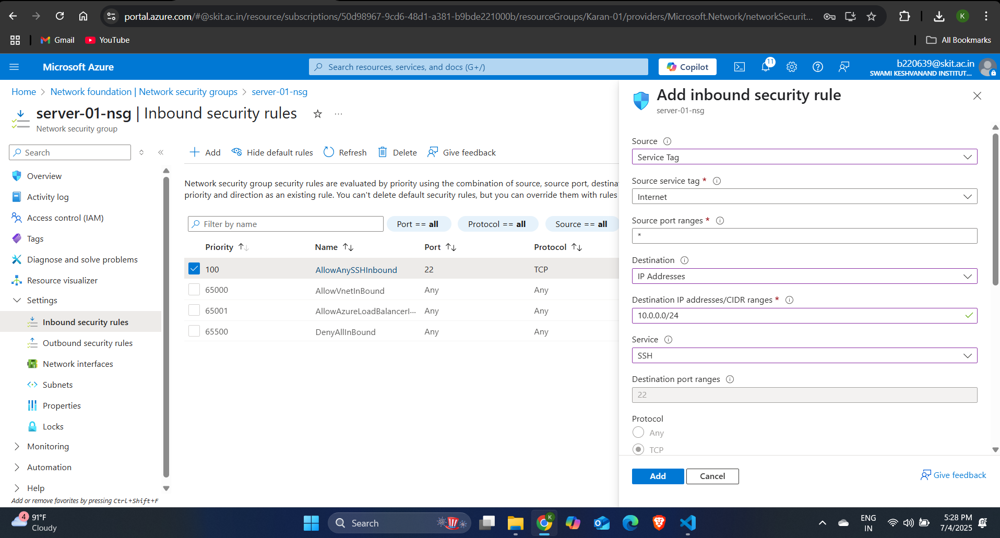 portal.azure.com/#@skit.ac.in/resource/subscriptions/50d98967-9cd6-48d1-a381-b9bde221000b/resourceGroups/Karan-01/providers/Microsoft.Network/networkSecurit...
K
Gmail
YouTube
All Bookmarks
Microsoft Azure
Search resources, services, and docs (G+/)
Copilot
11
b220639@skit.ac.in
SWAMI KESHVANAND INSTITUT...
Home > Network foundation | Network security groups > server-01-nsg
server-01-nsg | Inbound security rules
Network security group
Search
Overview
Activity log
Access control (IAM)
Tags
Diagnose and solve problems
Resource visualizer
Settings
Inbound security rules
Outbound security rules
Network interfaces
Subnets
Properties
Locks
Monitoring
Automation
Help
Add or remove favorites by pressing Ctrl+Shift+F
Add
Hide default rules
Refresh
Delete
Give feedback
Network security group security rules are evaluated by priority using the combination of source, source port, destina
priority and direction as an existing rule. You can't delete default security rules, but you can override them with rules
Filter by name
Port == all
Protocol == all
Source == all
Priority Name Port Protocol
100 AllowAnySSHInbound 22 TCP
65000 AllowVnetInBound Any Any
65001 AllowAzureLoadBalancerI... Any Any
65500 DenyAllInBound Any Any
Add inbound security rule
server-01-nsg
Source
Service Tag
Source service tag *
Internet
Source port ranges *
*
Destination
IP Addresses
Destination IP addresses/CIDR ranges *
10.0.0.0/24
Service
SSH
Destination port ranges
22
Protocol
Any
TCP
Add
Cancel
Give feedback
4
91°F
Cloudy
Search
K
ENG
IN
5:28 PM
7/4/2025